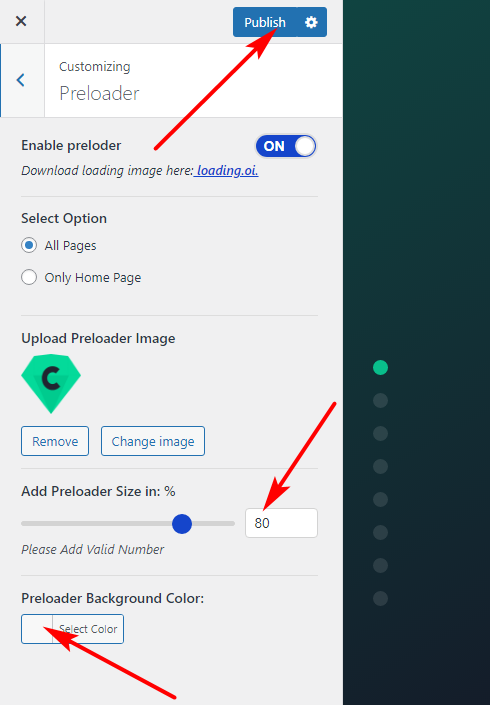 Publish
Customizing
Preloader
Enable preloder
ON
Download loading image here: loading.oi.
Select Option
All Pages
Only Home Page
Upload Preloader Image
C
Remove
Change image
Add Preloader Size in: %
80
Please Add Valid Number
Preloader Background Color:
Select Color